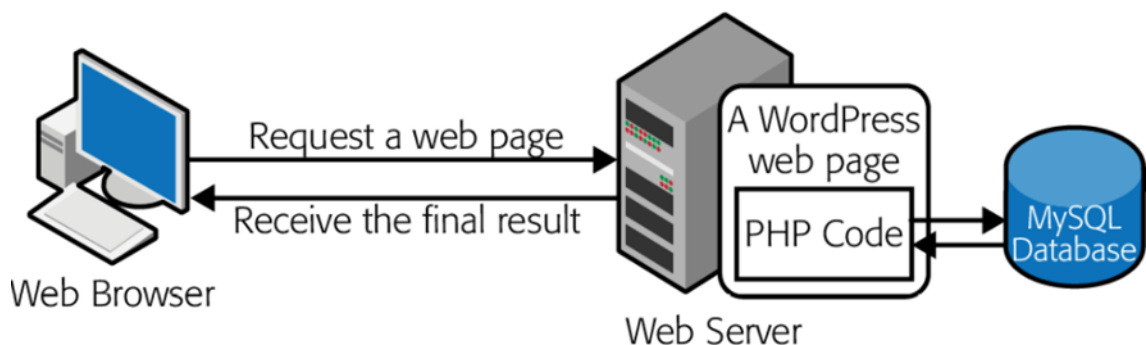 Request a web page
Receive the final result
Web Browser
A WordPress
web page
PHP Code
Web Server
MySQL
Database